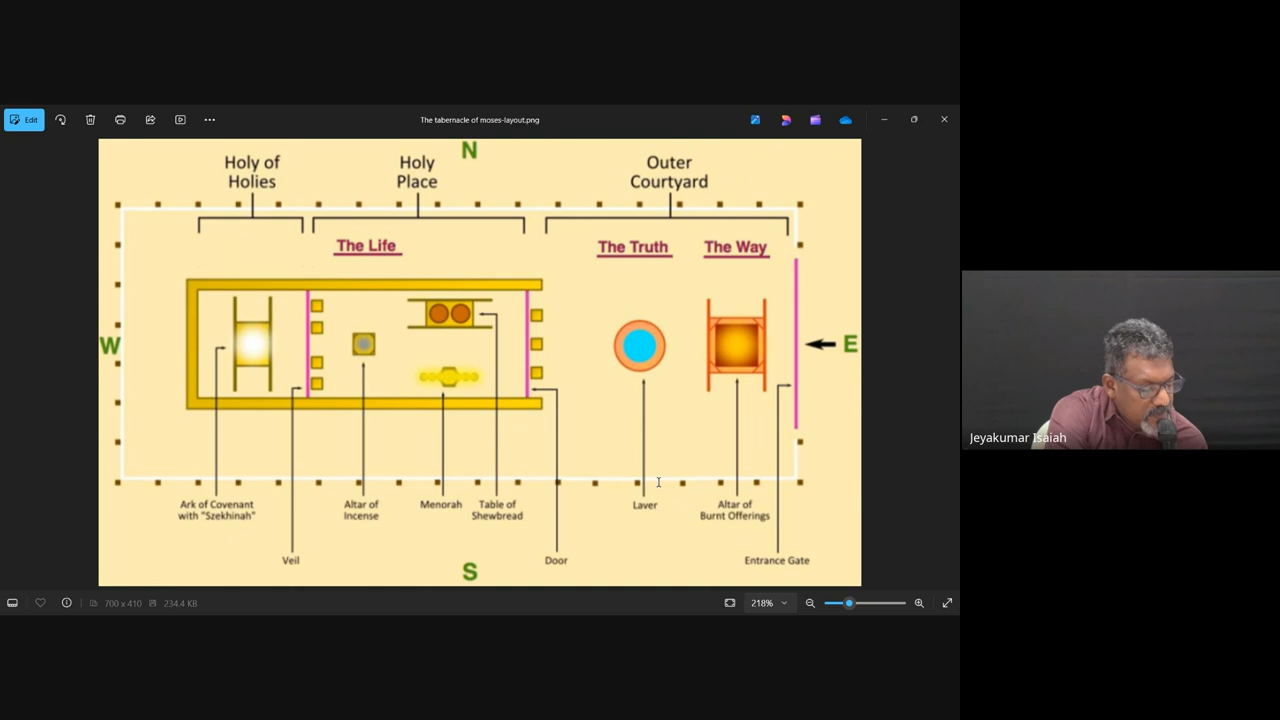 Edit
The tabernacle of moses-layout.png
N
Holy of
Holies
Holy
Place
Outer
Courtyard
The Life
The Truth
The Way
W
E
Ark of Covenant
with "Szekhinah"
Altar of
Incense
Menorah
Table of
Shewbread
Laver
Altar of
Burnt Offerings
Veil
Door
Entrance Gate
S
700 x 410
234.4 KB
218%
Jeyakumar Isaiah